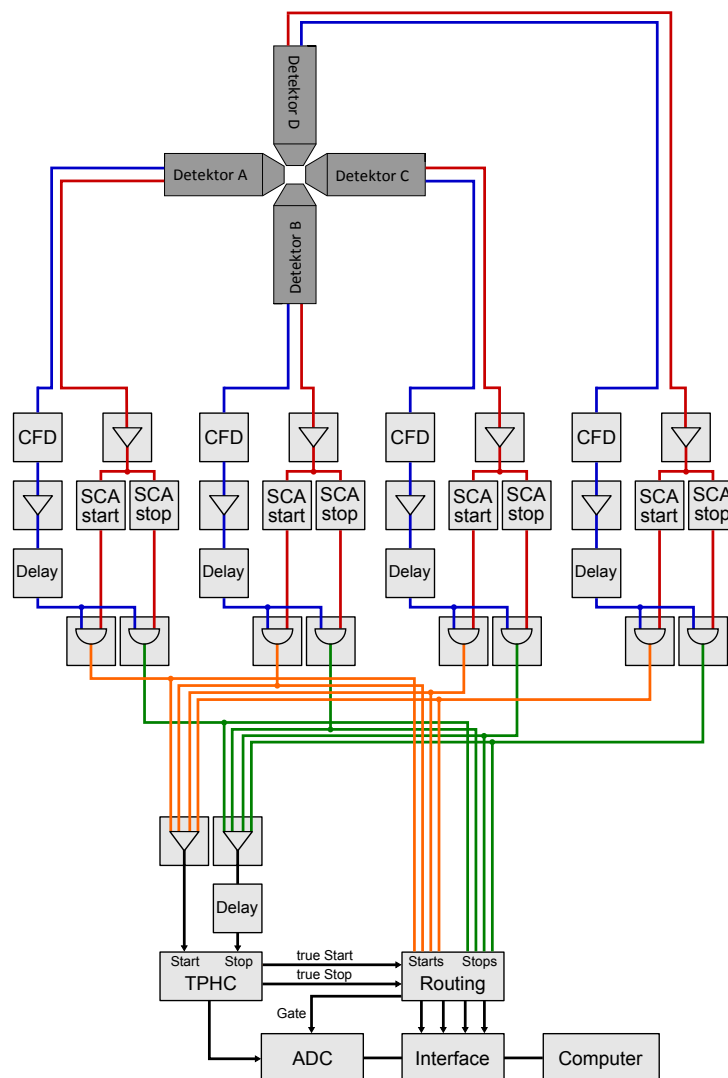 Detektor D
Detektor A
Detektor C
Detektor B
CFD
CFD
CFD
CFD
SCA
start
SCA
stop
SCA
start
SCA
stop
SCA
start
SCA
stop
SCA
start
SCA
stop
Delay
Delay
Delay
Delay
Delay
Start Stop
TPHC
true Start
true Stop
Starts Stops
Routing
Gate
ADC
Interface
Computer